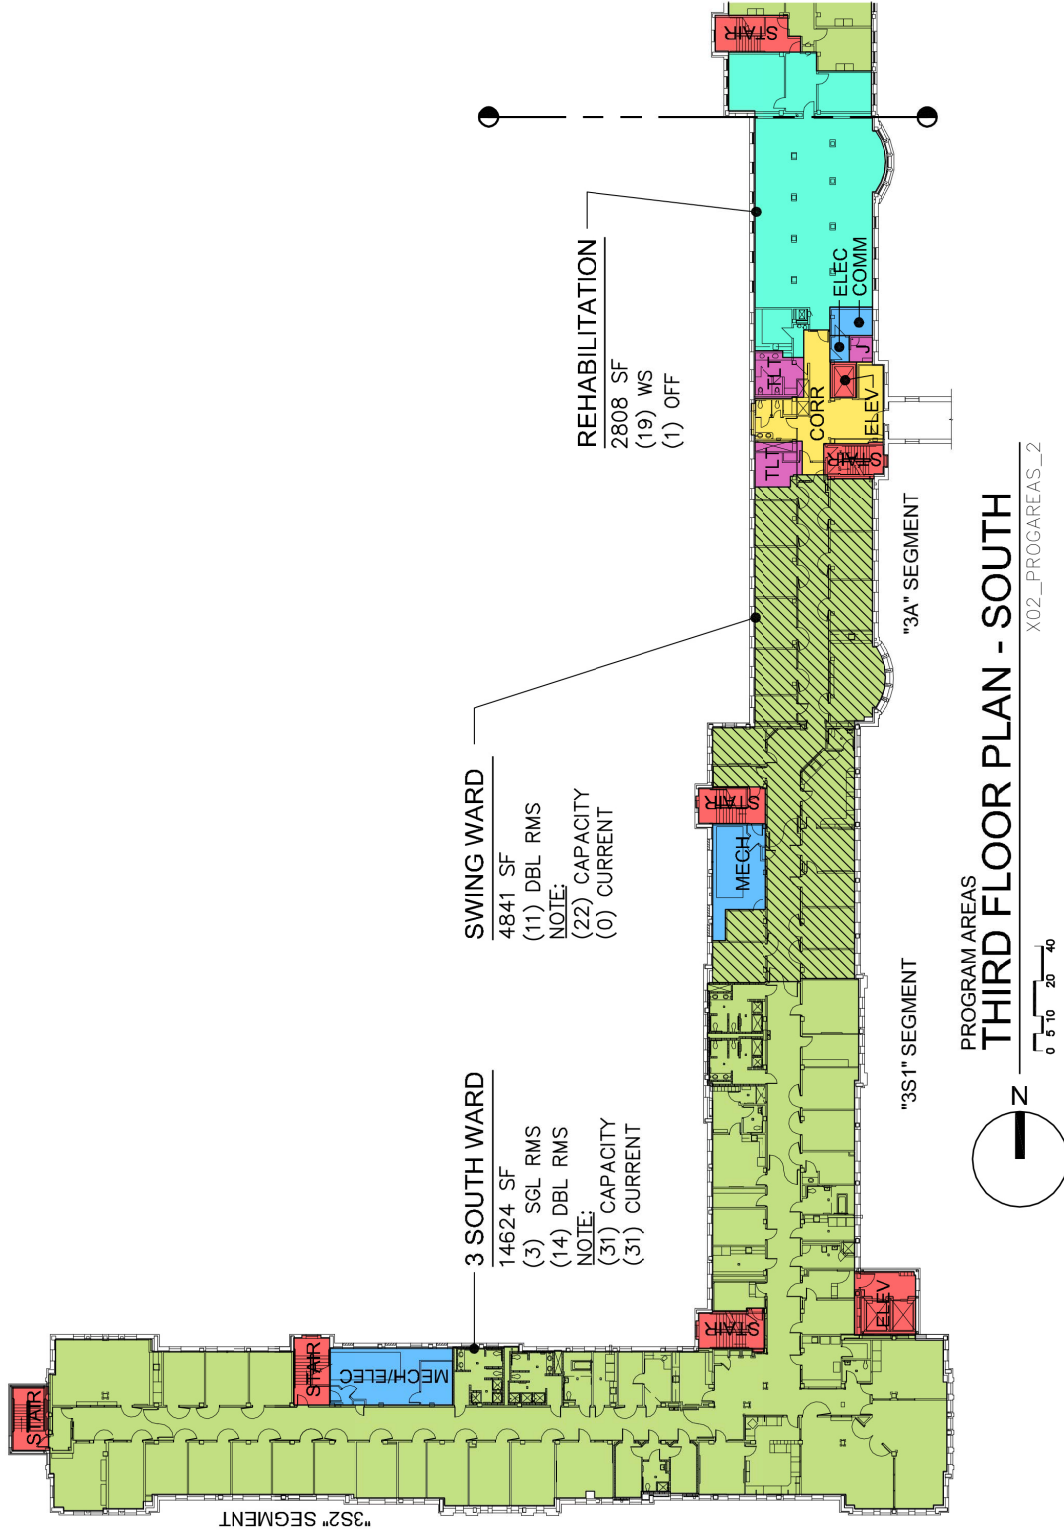 STAIR
REHABILITATION
2808 SF
(19) WS
(1) OFF
ELEC
COMM
J
TLT
CORR
ELEV
TLT
STAIR
"3A" SEGMENT
SWING WARD
4841 SF
(11) DBL RMS
NOTE:
(22) CAPACITY
(0) CURRENT
STAIR
MECH
"3S1" SEGMENT
3 SOUTH WARD
14624 SF
(3) SGL RMS
(14) DBL RMS
NOTE:
(31) CAPACITY
(31) CURRENT
STAIR
ELEV
STAIR
STAIR
MECH/ELEC
"3S2" SEGMENT
PROGRAM AREAS
THIRD FLOOR PLAN - SOUTH
X02_PROGAREAS_2
N
0 5 10 20 40